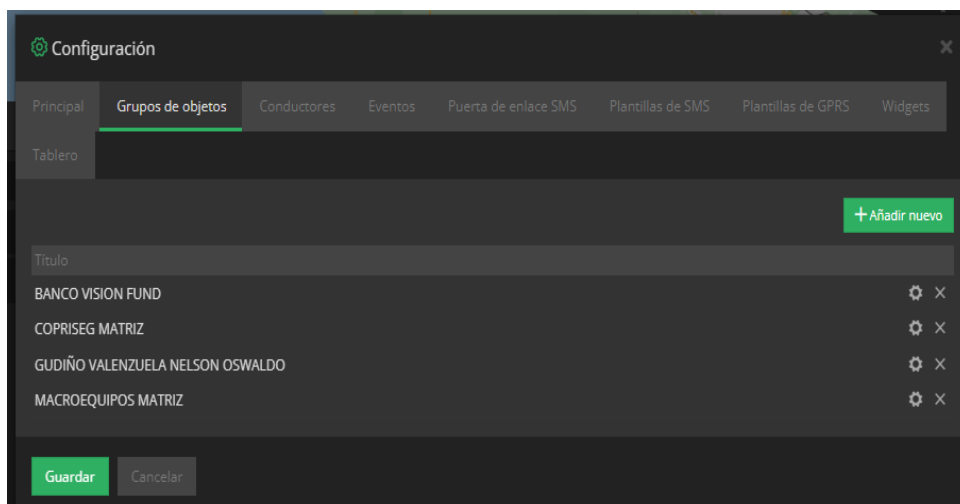 Configuración
Principal Grupos de objetos Conductores Eventos Puerta de enlace SMS Plantillas de SMS Plantillas de GPRS Widgets
Tablero
Añadir nuevo
Título
BANCO VISION FUND
COPRISEG MATRIZ
GUDIÑO VALENZUELA NELSON OSWALDO
MACROEQUIPOS MATRIZ
Guardar Cancelar